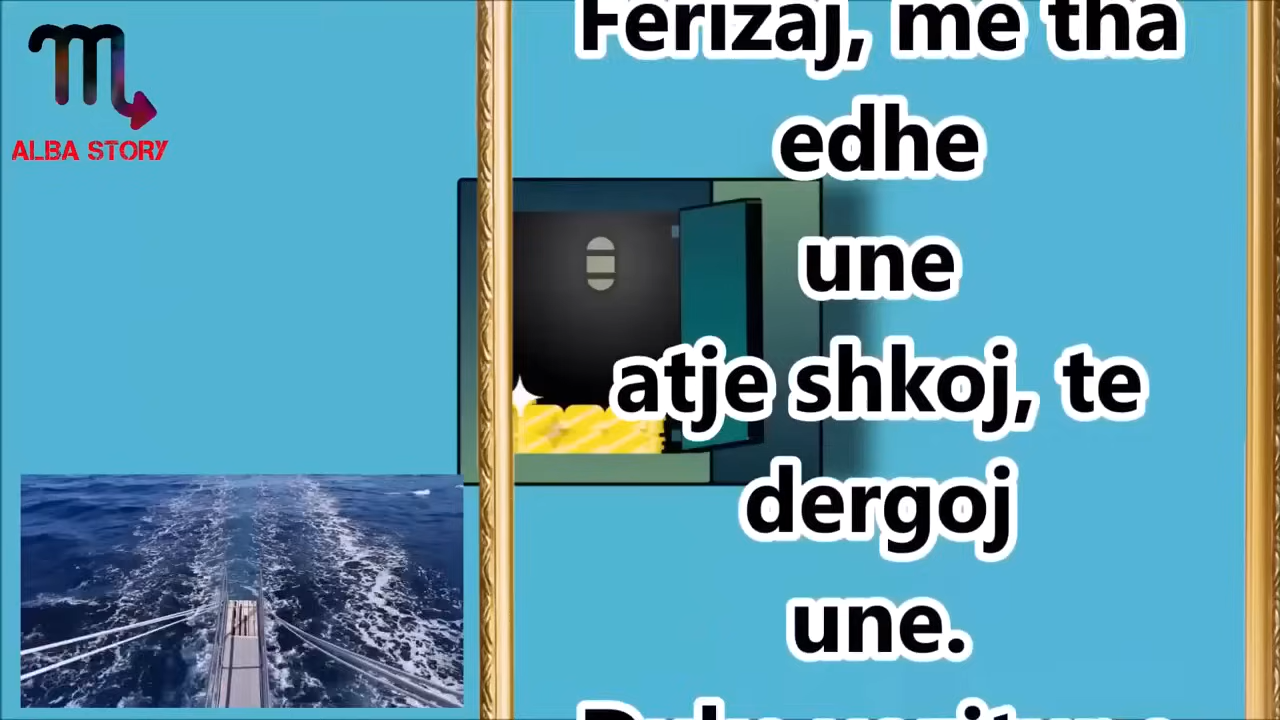 ALBA STORY
Ferizaj, me tha
edhe
une
atje shkoj, te
dergoj
une.